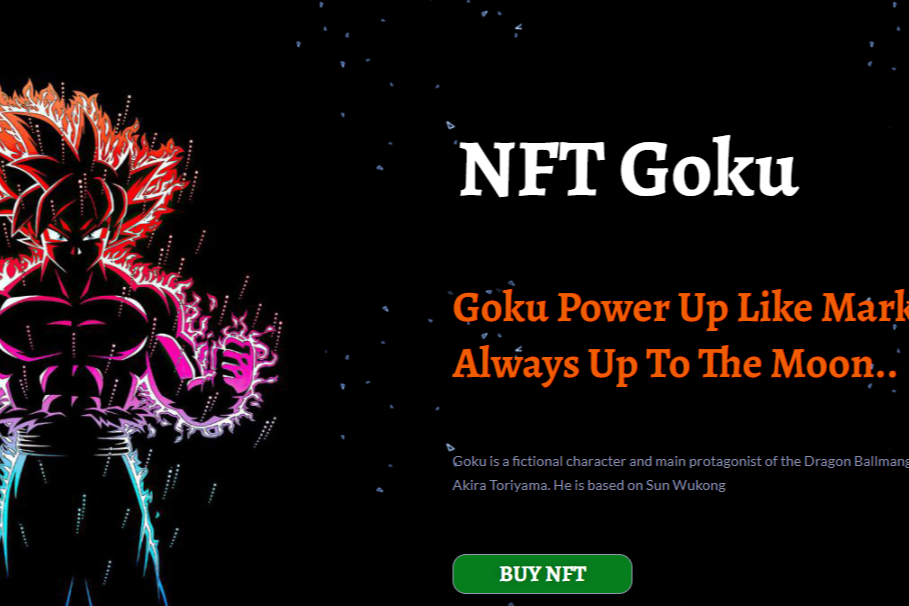 NFT Goku
Goku Power Up Like Mark
Always Up To The Moon..
Goku is a fictional character and main protagonist of the Dragon Ballmang
Akira Toriyama. He is based on Sun Wukong
BUY NFT